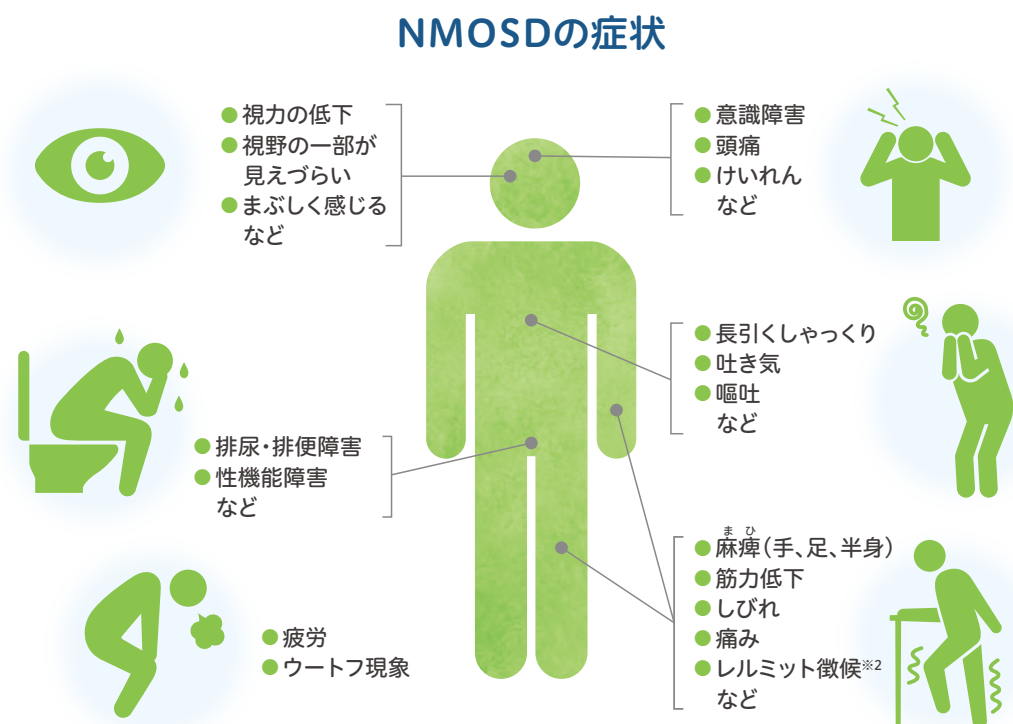 NMOSDの症状
● 視力の低下
● 視野の一部が
見えづらい
● まぶしく感じる
など
● 意識障害
● 頭痛
● けいれん
など
● 長引くしゃっくり
● 吐き気
● 嘔吐
など
● 排尿・排便障害
● 性機能障害
など
まひ
● 麻痺(手、足、半身)
● 筋力低下
● しびれ
● 痛み
● レルミット徴候※2
など
● 疲労
● ウートフ現象